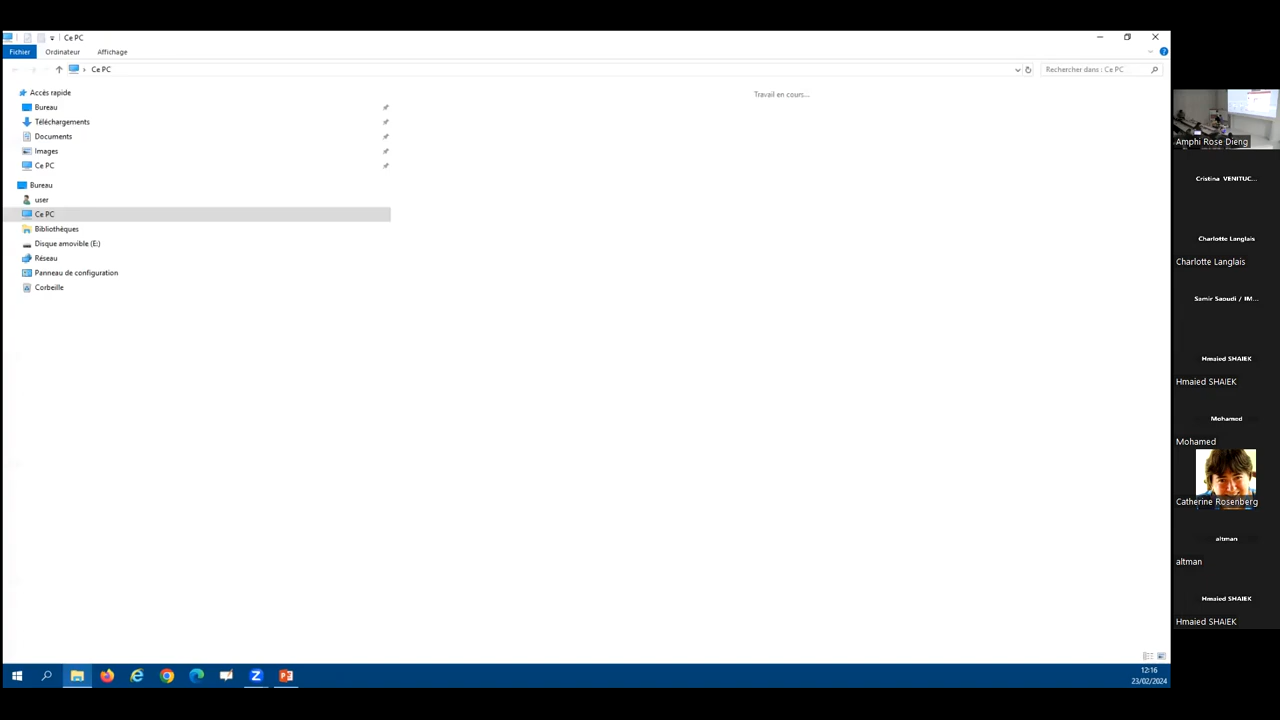 Ce PC
Fichier
Ordinateur
Affichage
Ce PC
Rechercher dans : Ce PC
Accès rapide
Bureau
Téléchargements
Documents
Images
Ce PC
Bureau
user
Ce PC
Bibliothèques
Disque amovible (E:)
Réseau
Panneau de configuration
Corbeille
Travail en cours...
12:16
23/02/2024
Amphi Rose Dieng
Cristina VENITUC...
Charlotte Langlais
Charlotte Langlais
Samir Saoudi / IM...
Hmaied SHAIEK
Hmaied SHAIEK
Mohamed
Mohamed
Catherine Rosenberg
altman
altman
Hmaied SHAIEK
Hmaied SHAIEK